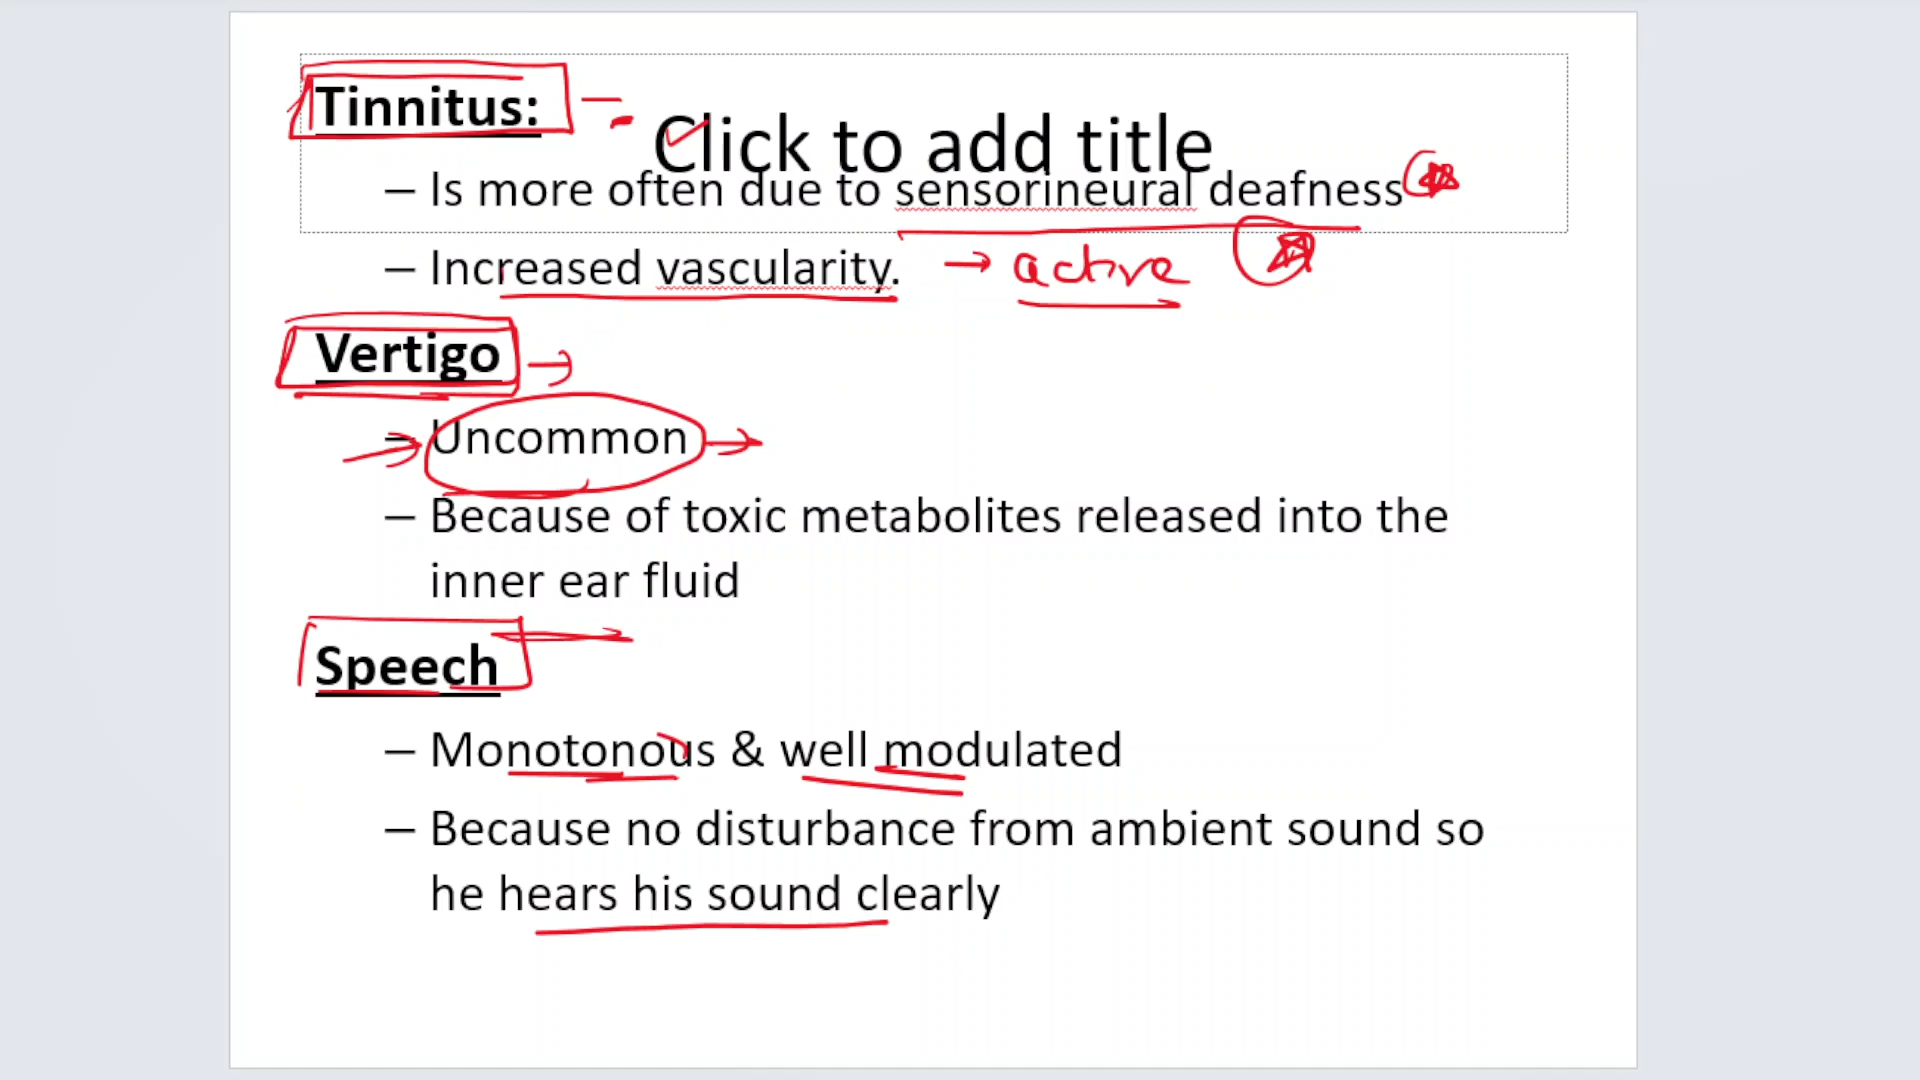 Tinnitus:
Click to add title
– Is more often due to sensorineural deafness
– Increased vascularity. → active
Vertigo
– Uncommon
– Because of toxic metabolites released into the
inner ear fluid
Speech
– Monotonous & well modulated
– Because no disturbance from ambient sound so
he hears his sound clearly